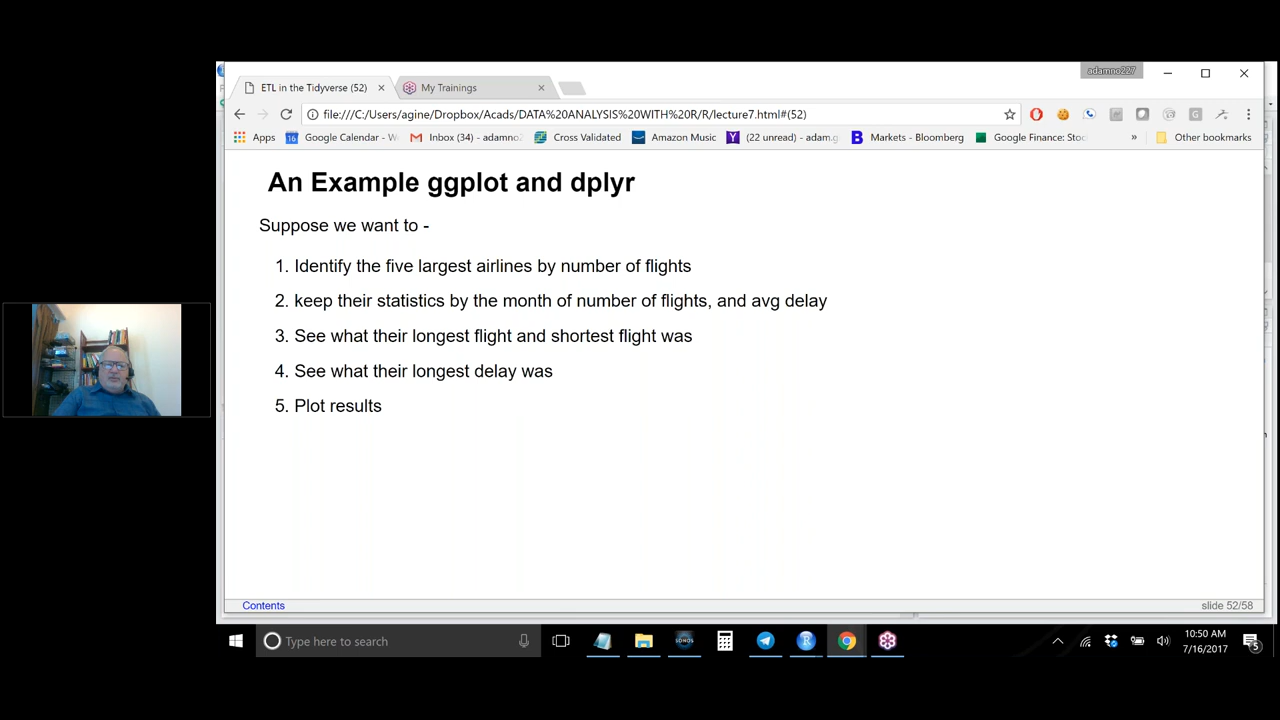 adamno227
ETL in the Tidyverse (52)
My Trainings
file:///C:/Users/agine/Dropbox/Acads/DATA%20ANALYSIS%20WITH%20R/R/lecture7.html#(52)
Apps Google Calendar - W Inbox (34) - adamno Cross Validated Amazon Music (22 unread) - adam.g Markets - Bloomberg Google Finance: Sto » Other bookmarks
An Example ggplot and dplyr
Suppose we want to -
1. Identify the five largest airlines by number of flights
2. keep their statistics by the month of number of flights, and avg delay
3. See what their longest flight and shortest flight was
4. See what their longest delay was
5. Plot results
Contents
slide 52/58
Type here to search
SONOS
10:50 AM
7/16/2017
5